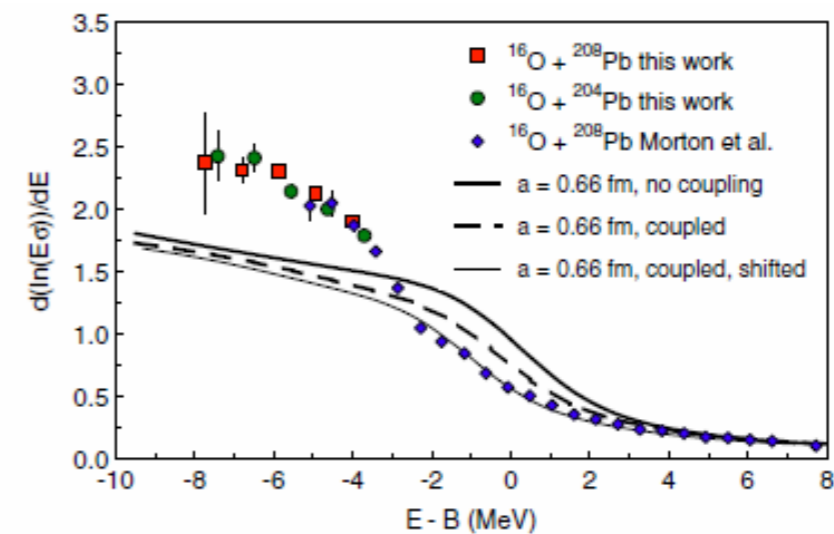 3.5
3.0
2.5
2.0
1.5
1.0
0.5
0.0
d(ln(Eσ))/dE
¹⁶O + ²⁰⁸Pb this work
¹⁶O + ²⁰⁴Pb this work
¹⁶O + ²⁰⁸Pb Morton et al.
a = 0.66 fm, no coupling
a = 0.66 fm, coupled
a = 0.66 fm, coupled, shifted
-10 -8 -6 -4 -2 0 2 4 6 8
E - B (MeV)